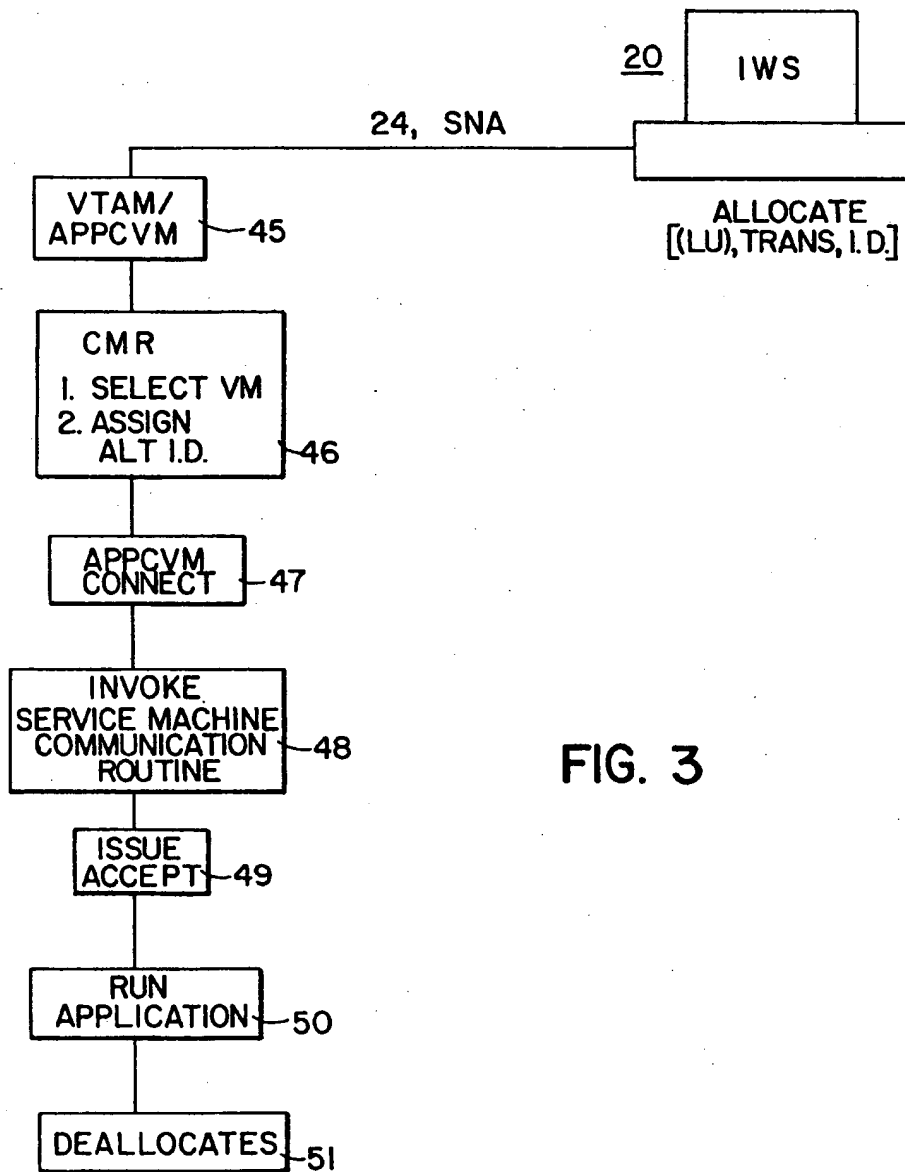 20
IWS
24, SNA
ALLOCATE
[(LU), TRANS, I.D.]
VTAM/
APPCVM
45
CMR
1. SELECT VM
2. ASSIGN
ALT I.D.
46
APPCVM
CONNECT
47
INVOKE
SERVICE MACHINE
COMMUNICATION
ROUTINE
48
FIG. 3
ISSUE
ACCEPT
49
RUN
APPLICATION
50
DEALLOCATES
51